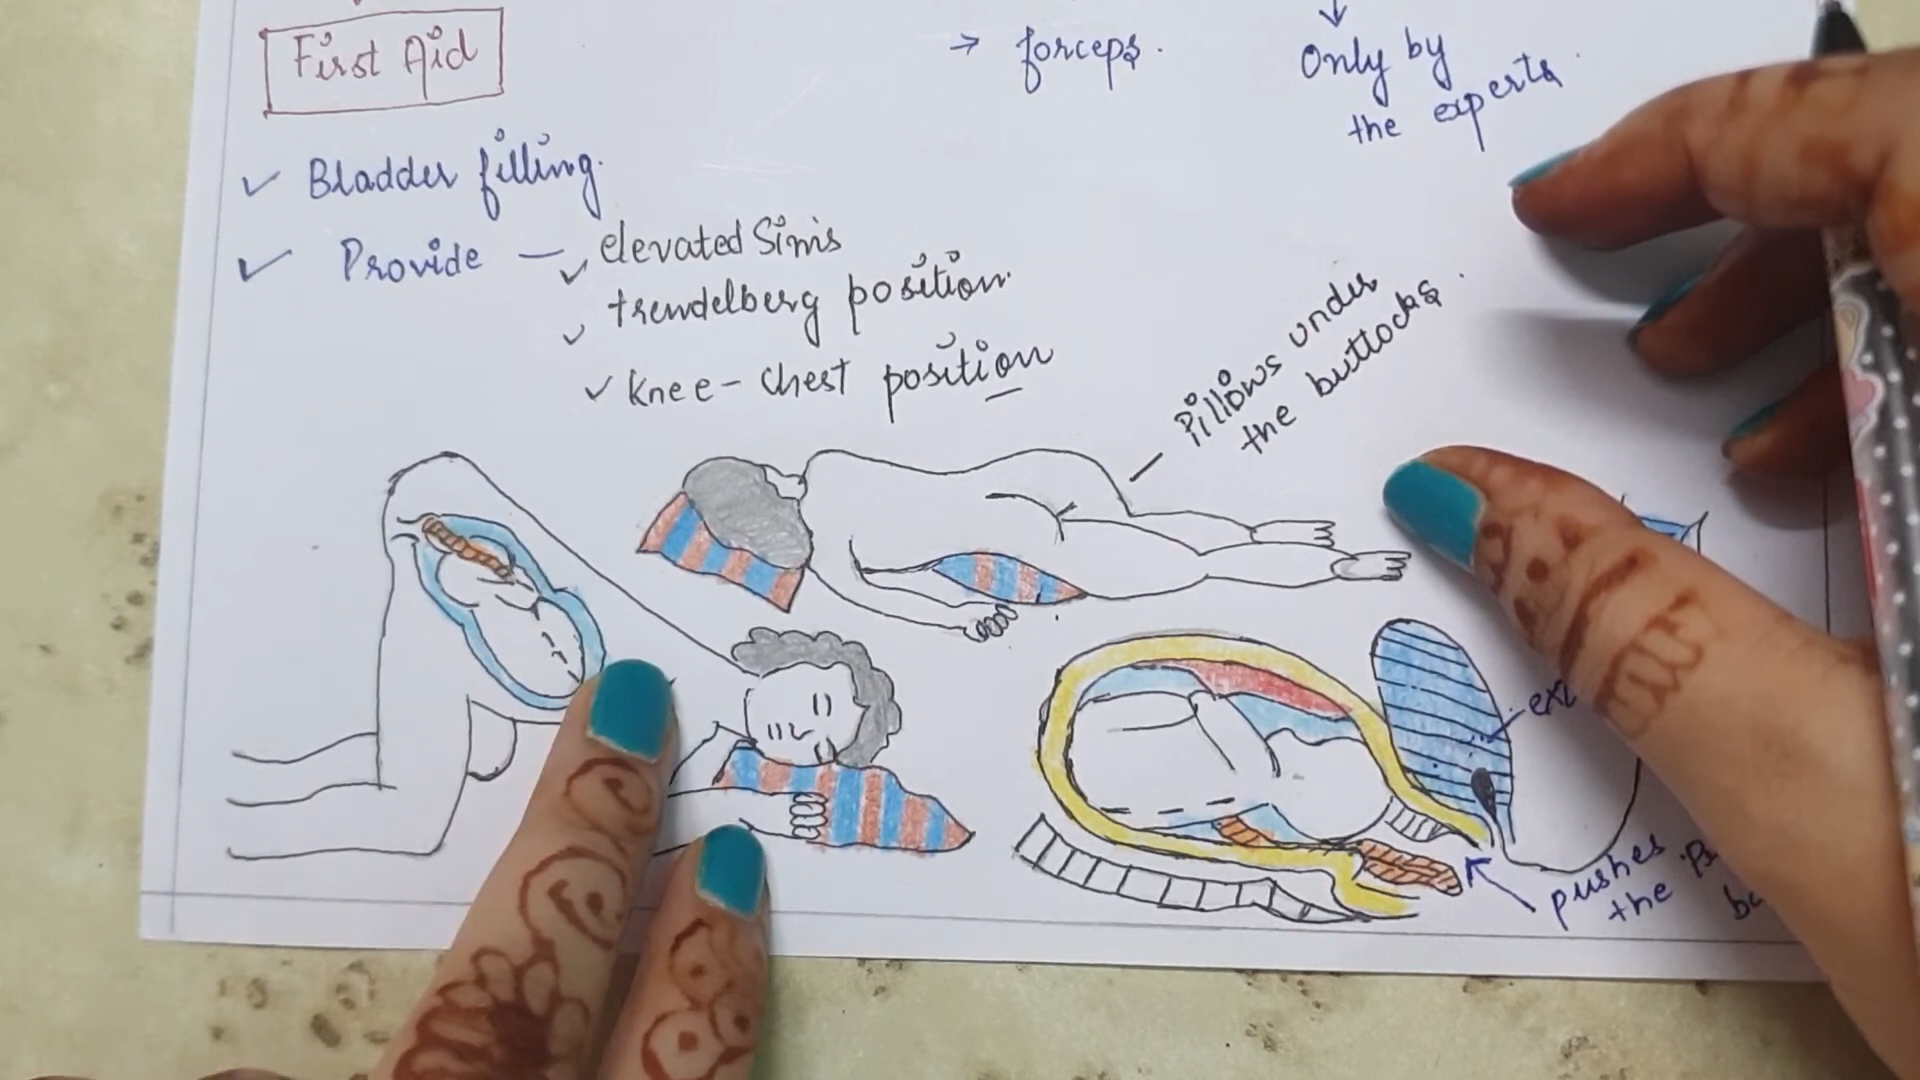 First Aid
→ forceps.
Only by
the experts.
✓ Bladder filling.
✓ Provide — ✓ elevated Sim's
✓ trendelberg position.
✓ Knee-chest position
Pillows under
the buttocks.
pushes
the